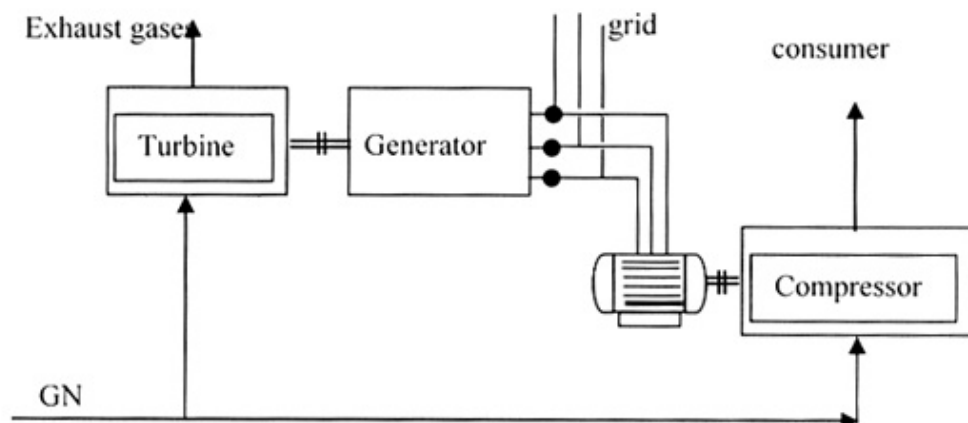 Exhaust gases
grid
consumer
Turbine
Generator
Compressor
GN